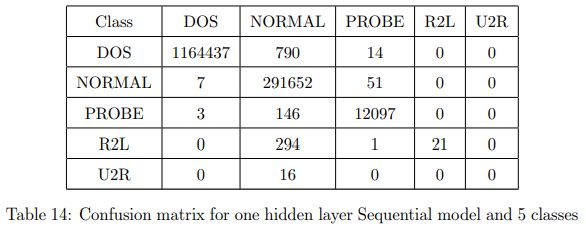 Class DOS NORMAL PROBE R2L U2R
DOS 1164437 790 14 0 0
NORMAL 7 291652 51 0 0
PROBE 3 146 12097 0 0
R2L 0 294 1 21 0
U2R 0 16 0 0 0
Table 14: Confusion matrix for one hidden layer Sequential model and 5 classes